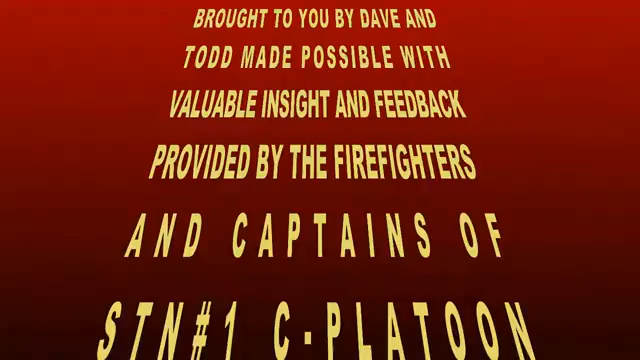 BROUGHT TO YOU BY DAVE AND
TODD MADE POSSIBLE WITH
VALUABLE INSIGHT AND FEEDBACK
PROVIDED BY THE FIREFIGHTERS
AND CAPTAINS OF
STN#1 C-PLATOON